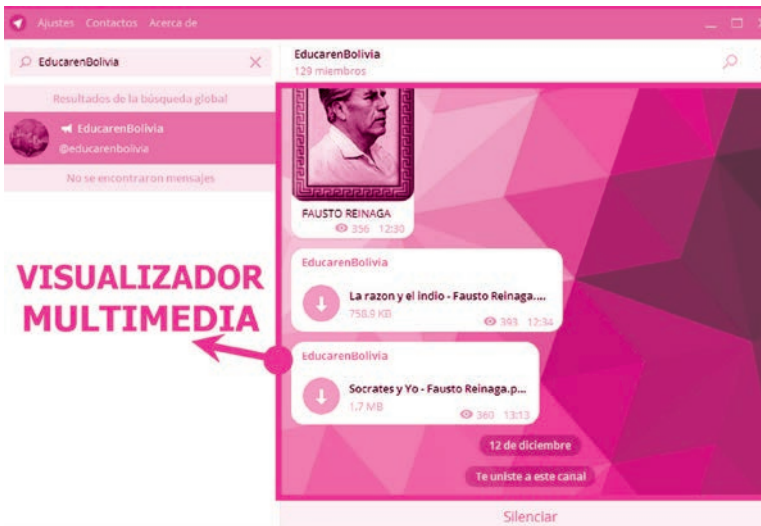 Ajustes Contactos Acerca de
EducarenBolivia
Resultados de la búsqueda global
EducarenBolivia
@educarenbolivia
No se encontraron mensajes
VISUALIZADOR
MULTIMEDIA
EducarenBolivia
129 miembros
FAUSTO REINAGA
356 12:30
EducarenBolivia
La razon y el indio - Fausto Reinaga....
758.9 KB
393 12:34
EducarenBolivia
Socrates y Yo - Fausto Reinaga.p...
1.7 MB
360 13:13
12 de diciembre
Te uniste a este canal
Silenciar